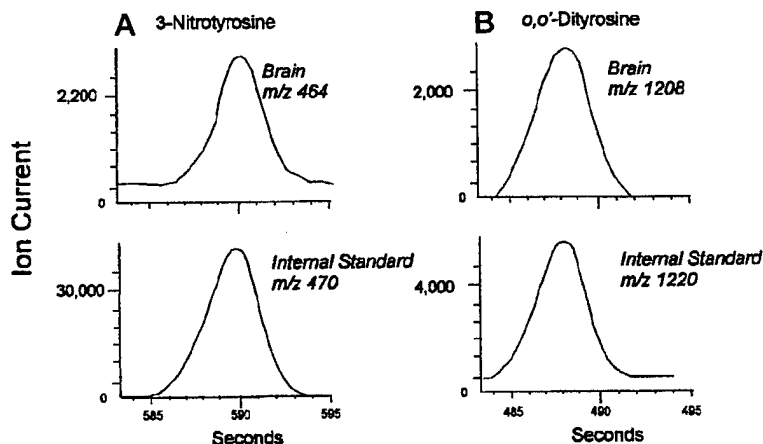 A 3-Nitrotyrosine
B o,o'-Dityrosine
Ion Current
2,200
0
Brain
m/z 464
2,000
0
Brain
m/z 1208
30,000
0
Internal Standard
m/z 470
585
590
595
Seconds
4,000
0
Internal Standard
m/z 1220
485
490
495
Seconds